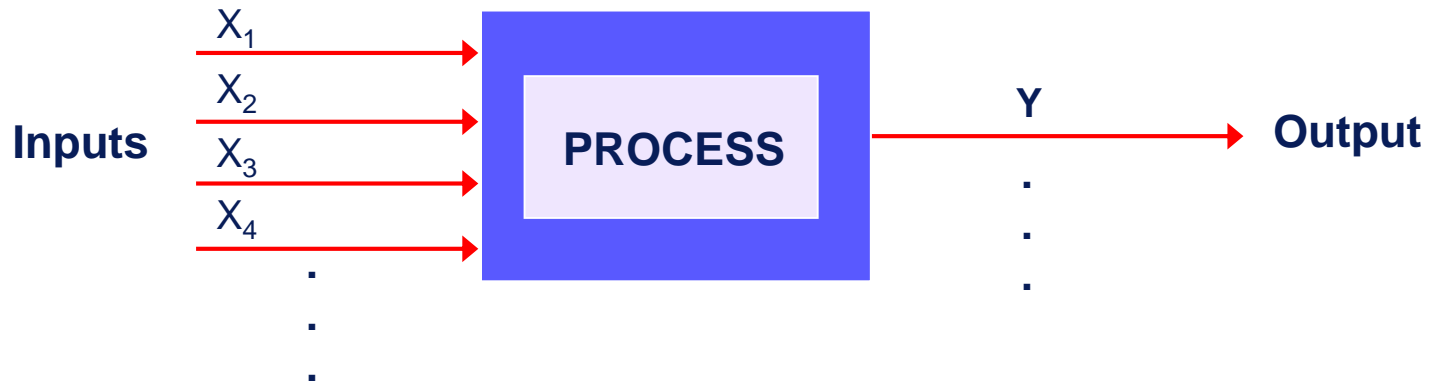 X₁
X₂
Inputs
X₃
X₄
.
.
.
PROCESS
Y
Output
.
.
.